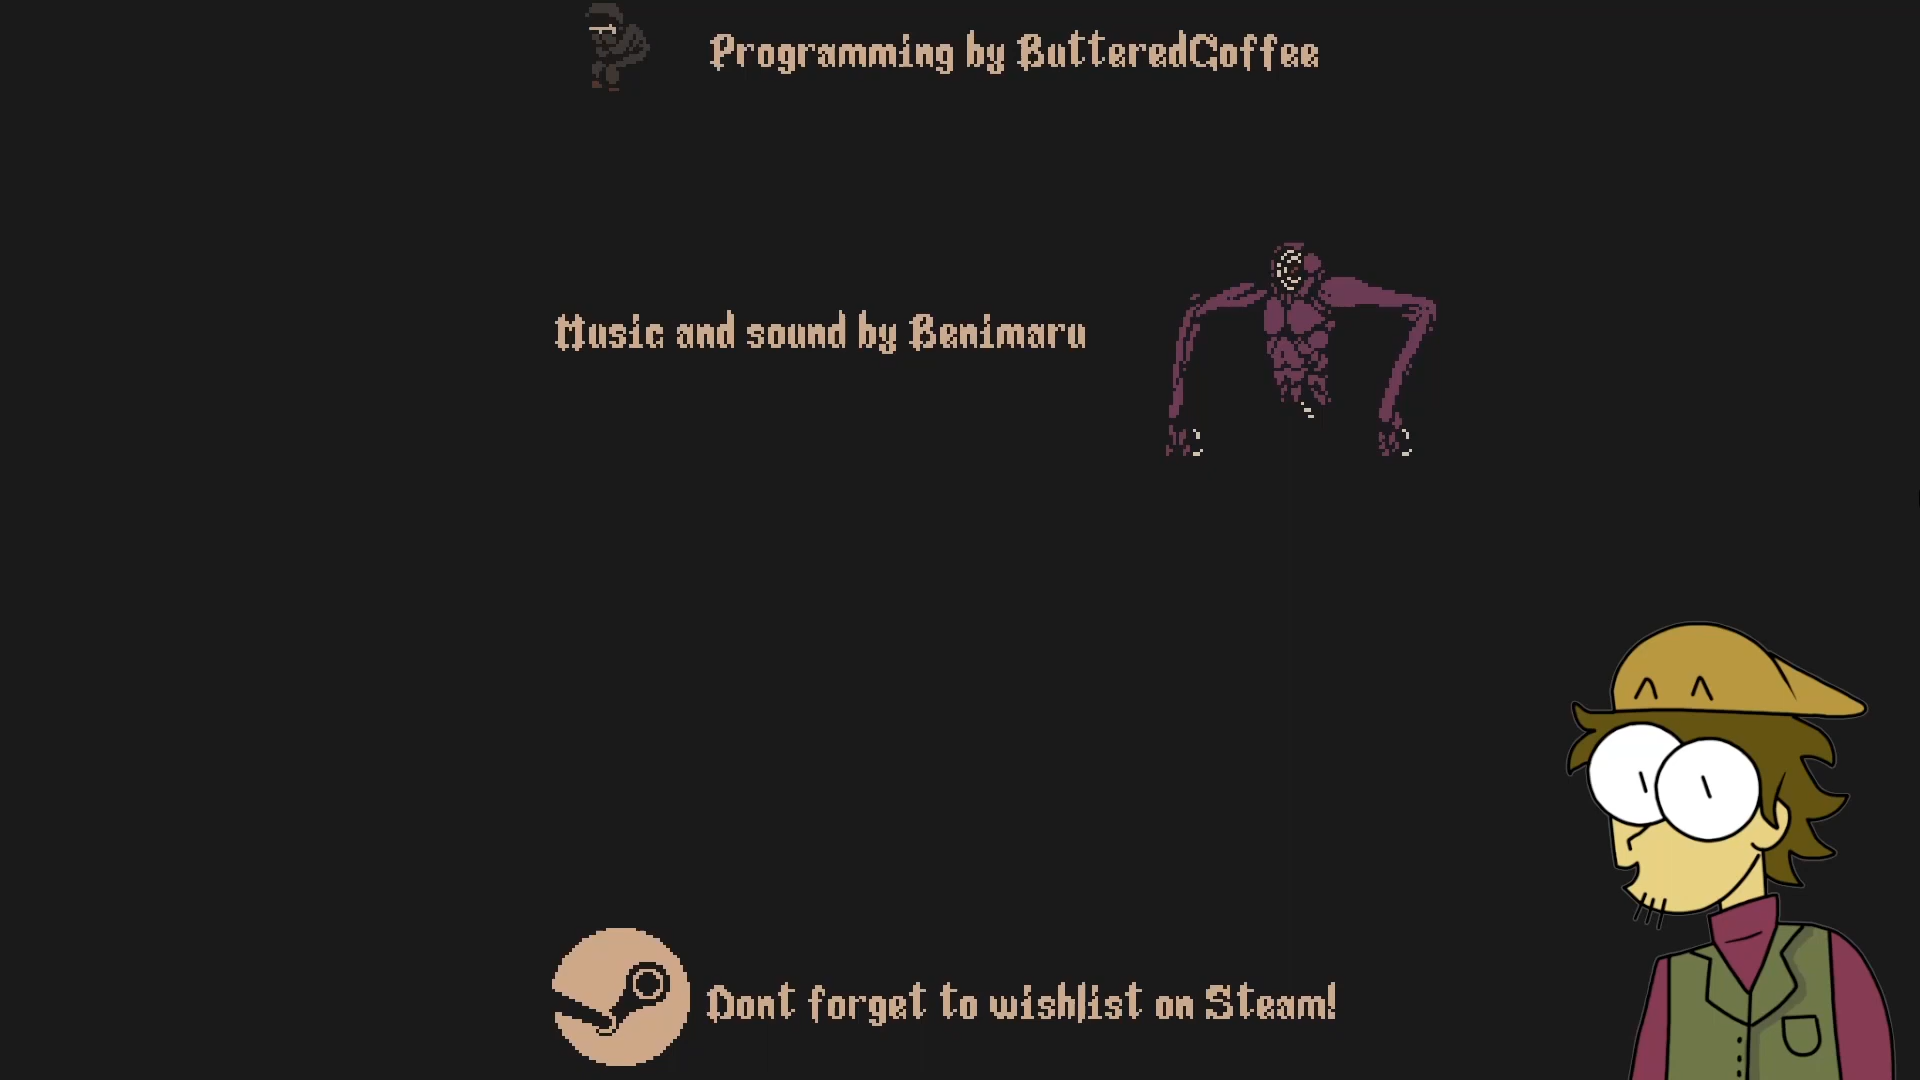 Programming by ButteredCoffee
Music and sound by Benimaru
Dont forget to wishlist on Steam!